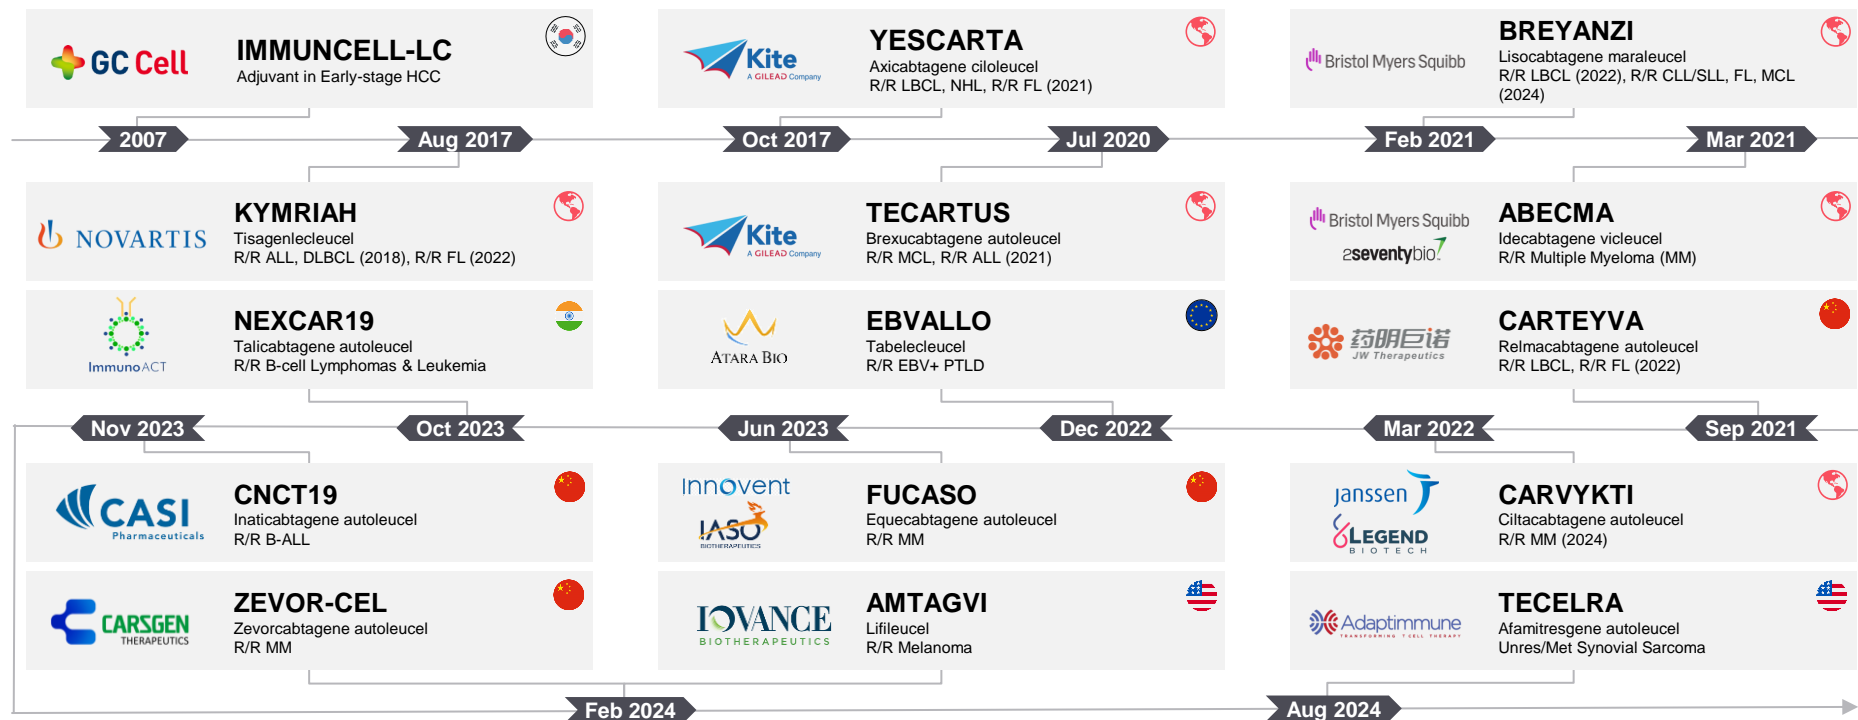 GC Cell
IMMUNCELL-LC
Adjuvant in Early-stage HCC
Kite
A GILEAD Company
YESCARTA
Axicabtagene ciloleucel
R/R LBCL, NHL, R/R FL (2021)
Bristol Myers Squibb
BREYANZI
Lisocabtagene maraleucel
R/R LBCL (2022), R/R CLL/SLL, FL, MCL
(2024)
2007
Aug 2017
Oct 2017
Jul 2020
Feb 2021
Mar 2021
NOVARTIS
KYMRIAH
Tisagenlecleucel
R/R ALL, DLBCL (2018), R/R FL (2022)
Kite
A GILEAD Company
TECARTUS
Brexucabtagene autoleucel
R/R MCL, R/R ALL (2021)
Bristol Myers Squibb
2seventybio
ABECMA
Idecabtagene vicleucel
R/R Multiple Myeloma (MM)
ImmunoACT
NEXCAR19
Talicabtagene autoleucel
R/R B-cell Lymphomas & Leukemia
ATARA BIO
EBVALLO
Tabelecleucel
R/R EBV+ PTLD
药明巨诺
JW Therapeutics
CARTEYVA
Relmacabtagene autoleucel
R/R LBCL, R/R FL (2022)
Nov 2023
Oct 2023
Jun 2023
Dec 2022
Mar 2022
Sep 2021
CASI
Pharmaceuticals
CNCT19
Inaticabtagene autoleucel
R/R B-ALL
Innovent
IASO
BIOTHERAPEUTICS
FUCASO
Equecabtagene autoleucel
R/R MM
janssen
LEGEND
BIOTECH
CARVYKTI
Ciltacabtagene autoleucel
R/R MM (2024)
CARSGEN
THERAPEUTICS
ZEVOR-CEL
Zevorcabtagene autoleucel
R/R MM
IOVANCE
BIOTHERAPEUTICS
AMTAGVI
Lifileucel
R/R Melanoma
Adaptimmune
TRANSFORMING T CELL THERAPY
TECELRA
Afamitresgene autoleucel
Unres/Met Synovial Sarcoma
Feb 2024
Aug 2024